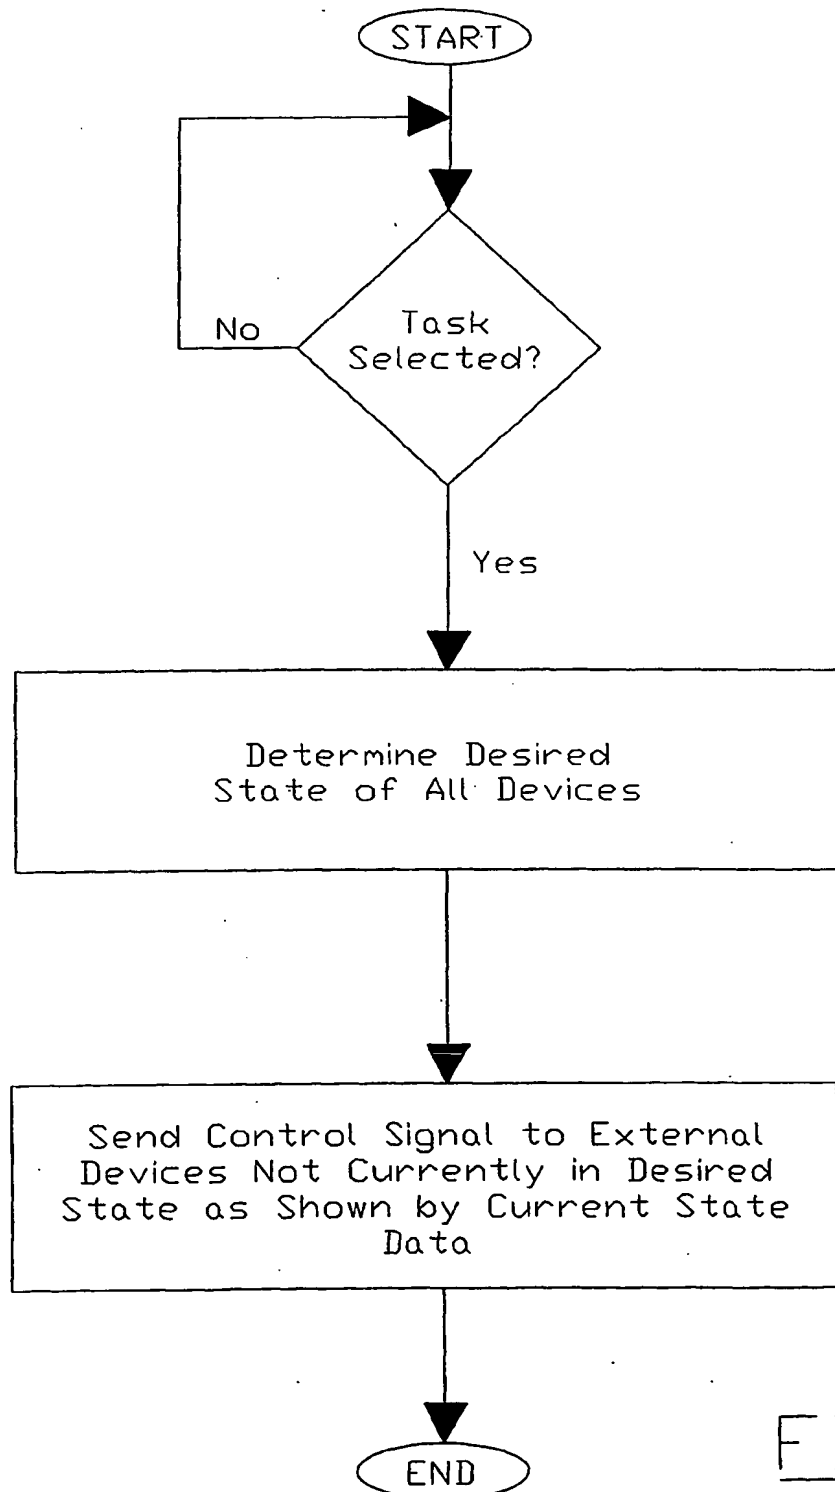 START
No
Task
Selected?
Yes
Determine Desired
State of All Devices
Send Control Signal to External
Devices Not Currently in Desired
State as Shown by Current State
Data
END
F